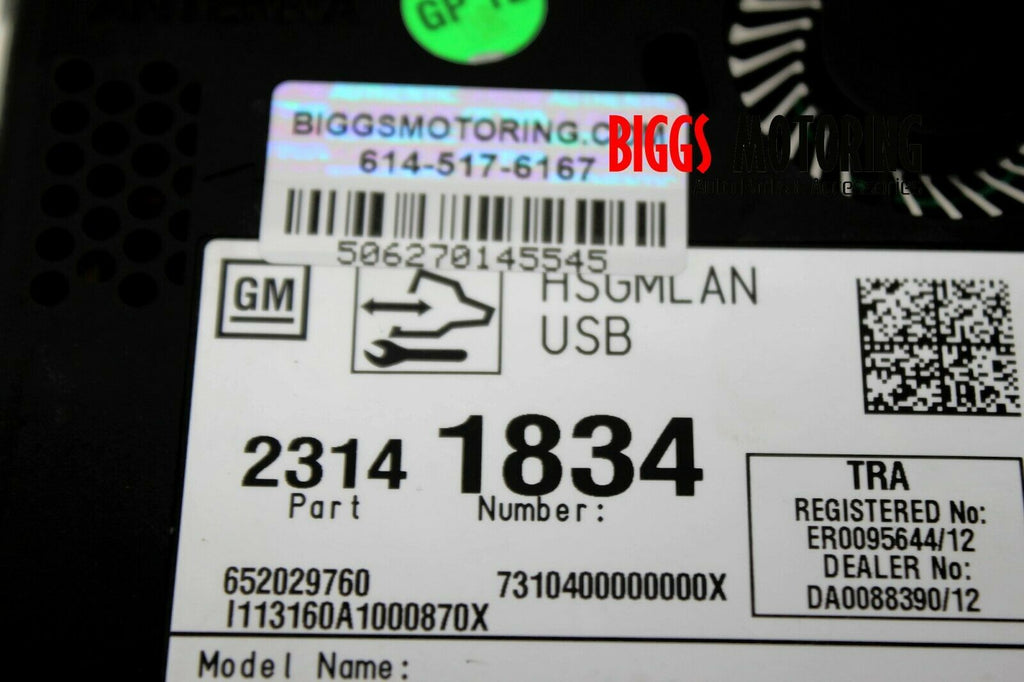 BIGGSMOTORING.COM
614-517-6167
BIGGS MOTORING
506270145545
GM
HSGMLAN
USB
2314 1834
Part Number:
TRA
REGISTERED No:
ER0095644/12
DEALER No:
DA0088390/12
652029760 7310400000000X
I113160A1000870X
Model Name: